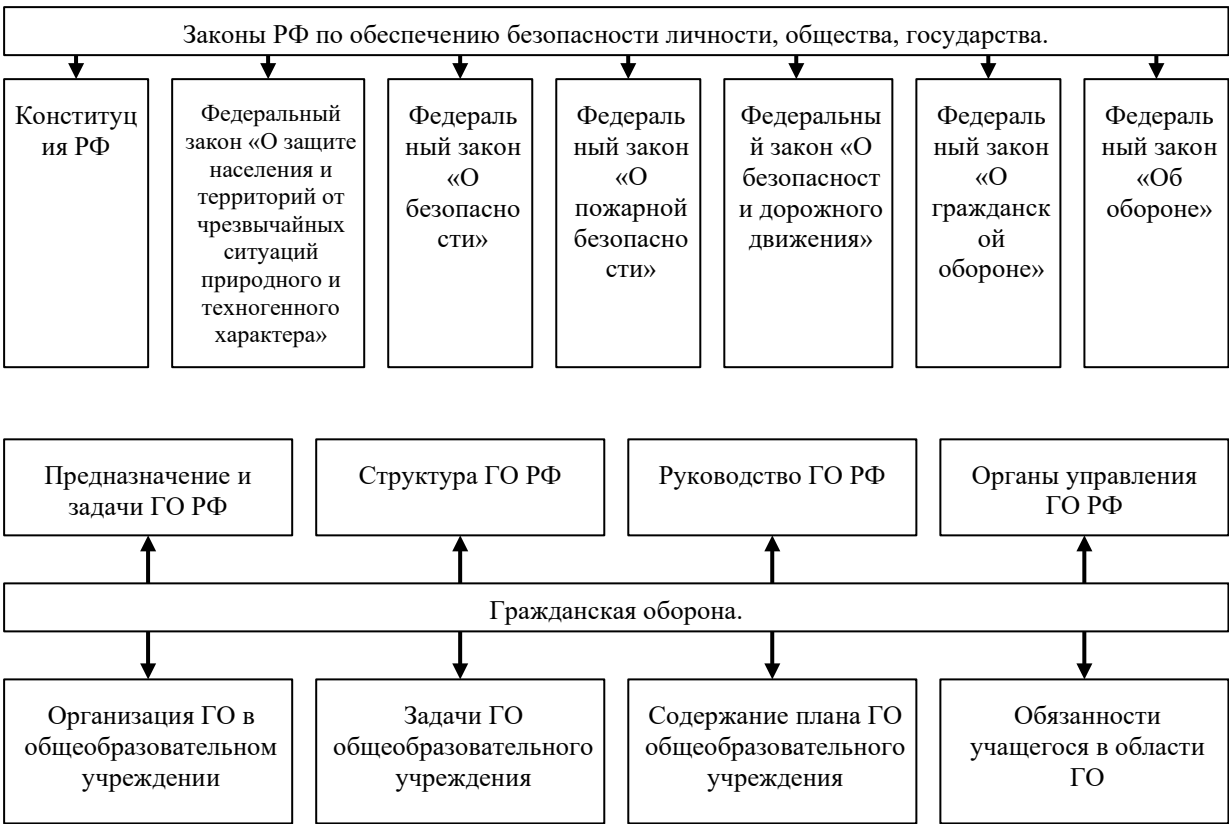 Законы РФ по обеспечению безопасности личности, общества, государства.
Конституц
ия РФ
Федеральный
закон «О защите
населения и
территорий от
чрезвычайных
ситуаций
природного и
техногенного
характера»
Федераль
ный закон
«О
безопасно
сти»
Федераль
ный закон
«О
пожарной
безопасно
сти»
Федеральны
й закон «О
безопасност
и дорожного
движения»
Федераль
ный закон
«О
гражданск
ой
обороне»
Федераль
ный закон
«Об
обороне»
Предназначение и
задачи ГО РФ
Структура ГО РФ
Руководство ГО РФ
Органы управления
ГО РФ
Гражданская оборона.
Организация ГО в
общеобразовательном
учреждении
Задачи ГО
общеобразовательного
учреждения
Содержание плана ГО
общеобразовательного
учреждения
Обязанности
учащегося в области
ГО